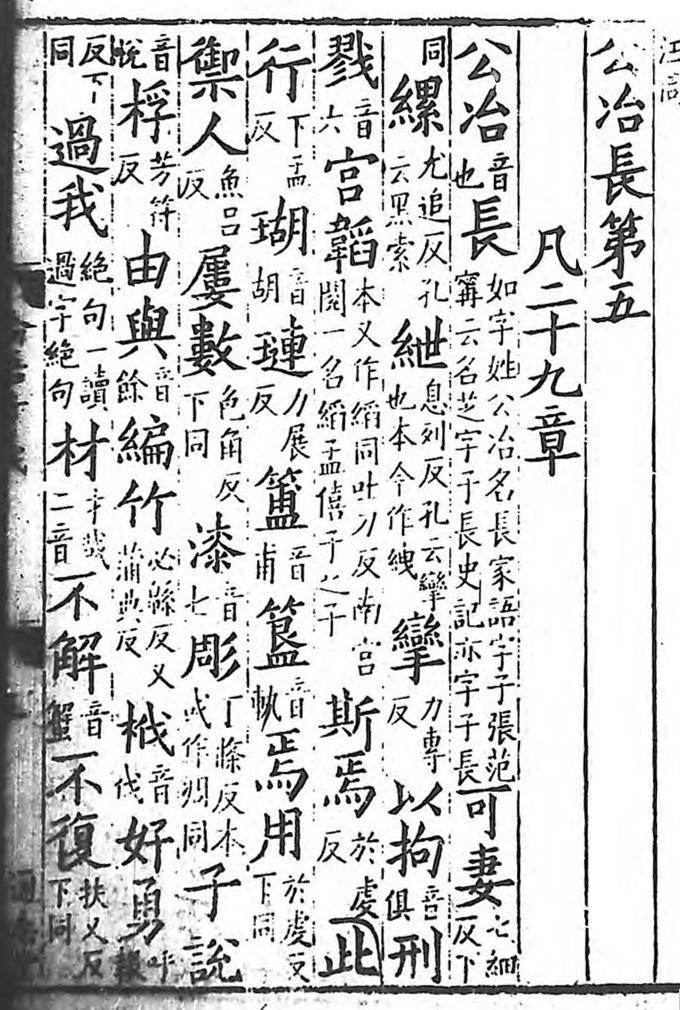 公冶長第五
凡二十九章
公冶音也長如字姓公冶名長家語字子張范甯云名芝字子長史記亦字子長可妻七細反下
同縲尤追反孔云黑索紲息列反孔云攣也本今作絏攣力專反以拘音俱刑
戮音六宫韜本又作縚同吐刀反南宫閱一名縚孟僖子之子斯焉於虔反此
行下孟反瑚音胡璉力展反簠音甫簋音軌焉用於虔反下同
禦人魚呂反屢數色角反下同漆音七彫丁條反本或作凋同子說
音悅桴芳符反由與音餘編竹必緜反又蒲典反栰音伐好勇呼報
反下同過我絕句一讀過字絕句材才哉二音不解音蟹不復扶又反下同